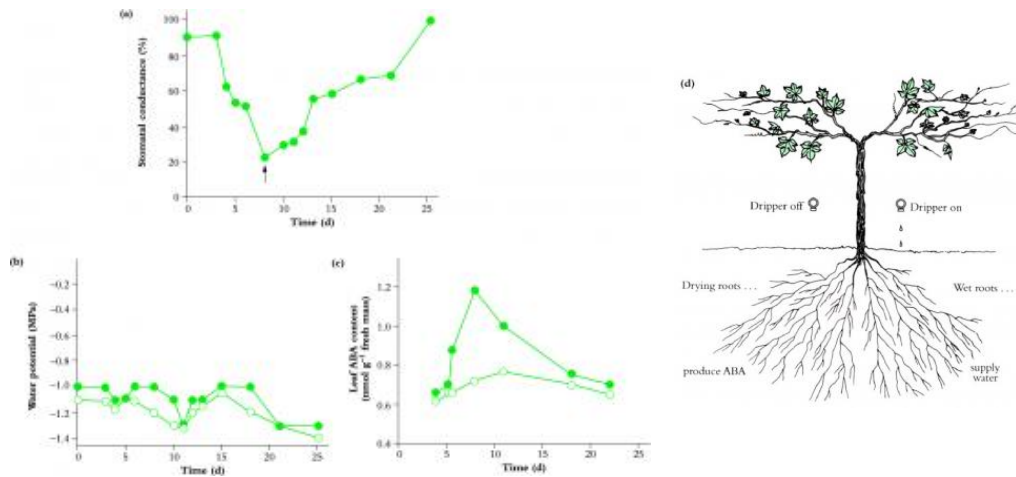 (a)
Stomatal conductance (%)
100
80
60
40
20
0
0 5 10 15 20 25
Time (d)
(b)
Water potential (MPa)
−0.2
−0.4
−0.6
−0.8
−1.0
−1.2
−1.4
0 5 10 15 20 25
Time (d)
(c)
Leaf ABA content
(nmol g⁻¹ fresh mass)
1.2
1.0
0.8
0.6
0.4
0 5 10 15 20 25
Time (d)
(d)
Dripper off Dripper on
Drying roots ... Wet roots ...
produce ABA supply
water